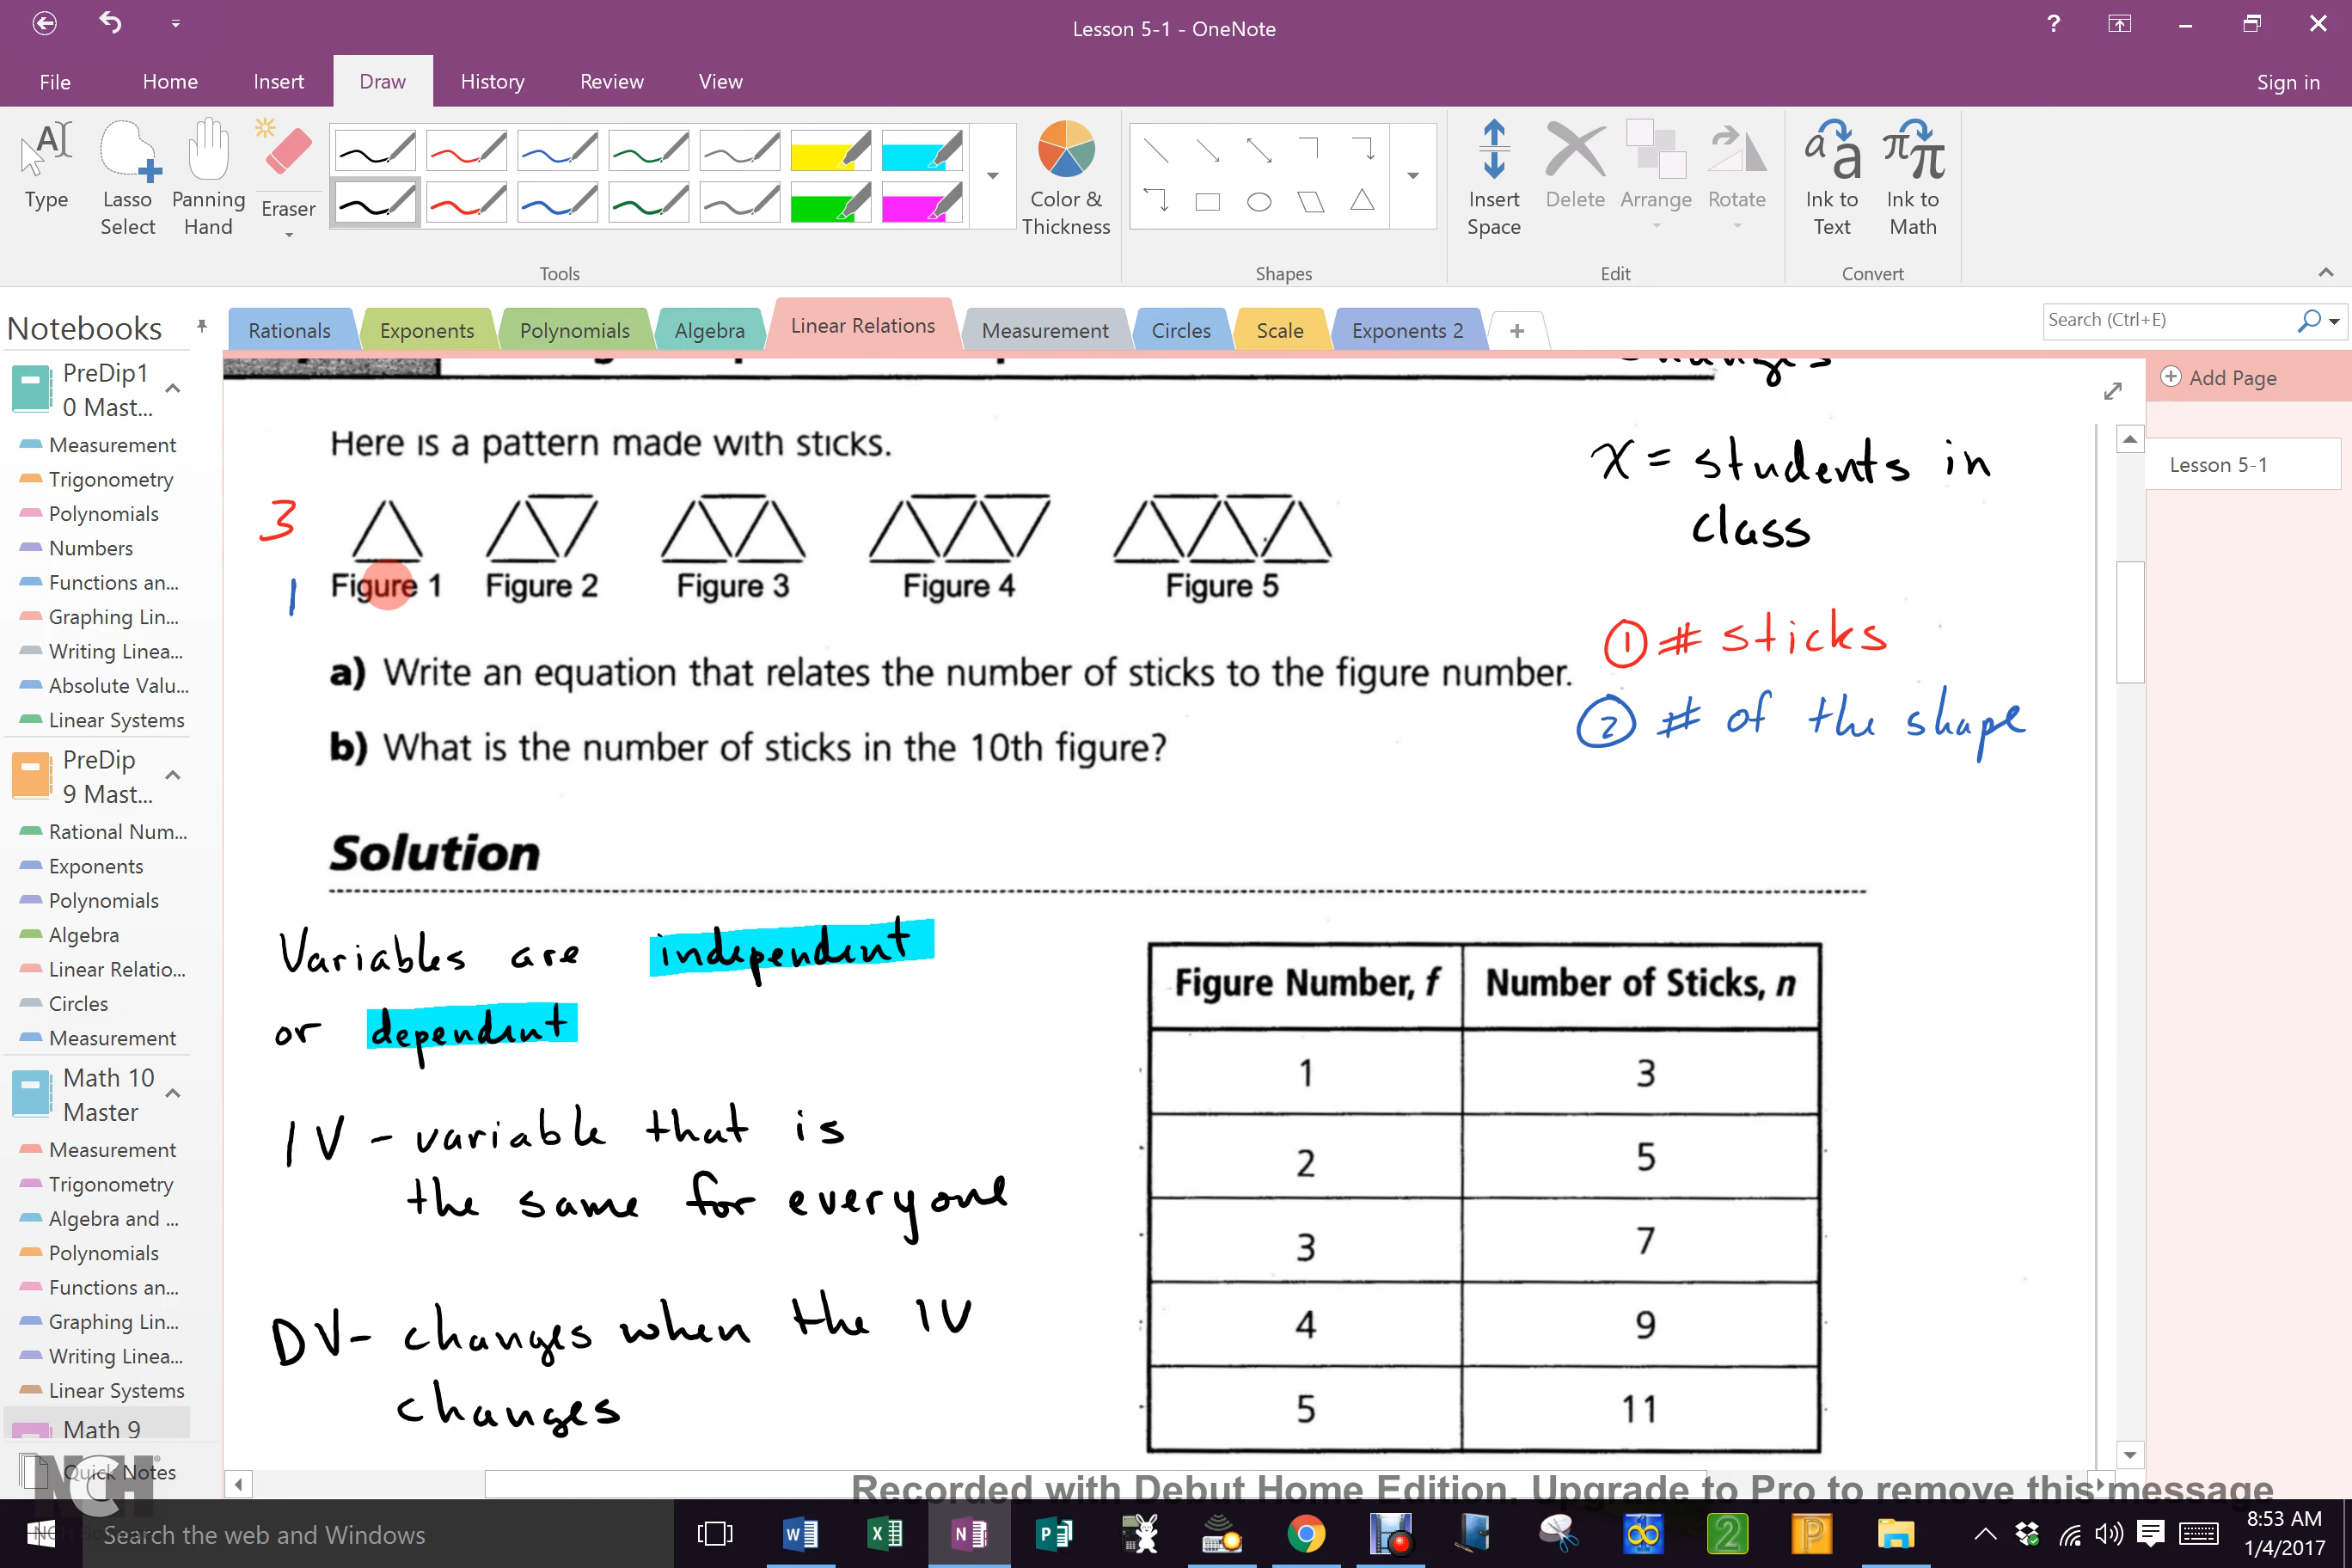 Lesson 5-1 - OneNote
?
File Home Insert Draw History Review View Sign in
Type
Lasso Select
Panning Hand
Eraser
Color & Thickness
Insert Space
Delete
Arrange
Rotate
Ink to Text
Ink to Math
Tools Shapes Edit Convert
Notebooks
Rationals Exponents Polynomials Algebra Linear Relations Measurement Circles Scale Exponents 2 +
Search (Ctrl+E)
PreDip1
0 Mast...
Measurement
Trigonometry
Polynomials
Numbers
Functions an...
Graphing Lin...
Writing Linea...
Absolute Valu...
Linear Systems
PreDip
9 Mast...
Rational Num...
Exponents
Polynomials
Algebra
Linear Relatio...
Circles
Measurement
Math 10
Master
Measurement
Trigonometry
Algebra and ...
Polynomials
Functions an...
Graphing Lin...
Writing Linea...
Linear Systems
Math 9
Quick Notes
Add Page
Lesson 5-1
changes
Here is a pattern made with sticks.
x = students in
class
3
1
Figure 1 Figure 2 Figure 3 Figure 4 Figure 5
① # sticks
a) Write an equation that relates the number of sticks to the figure number.
② # of the shape
b) What is the number of sticks in the 10th figure?
Solution
Variables are independent
or dependent
IV - variable that is
the same for everyone
DV- changes when the IV
changes
Figure Number, f Number of Sticks, n
1 3
2 5
3 7
4 9
5 11
NCH
Recorded with Debut Home Edition. Upgrade to Pro to remove this message
Search the web and Windows
8:53 AM
1/4/2017